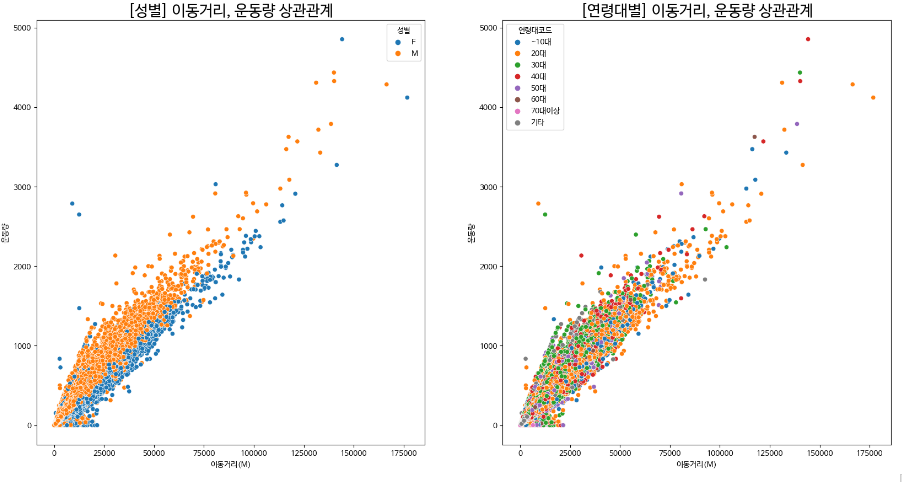 [성별] 이동거리, 운동량 상관관계
5000
4000
3000
2000
1000
0
운동량
성별
F
M
0
25000
50000
75000
100000
125000
150000
175000
이동거리(M)
[연령대별] 이동거리, 운동량 상관관계
5000
4000
3000
2000
1000
0
운동량
연령대코드
~10대
20대
30대
40대
50대
60대
70대이상
기타
0
25000
50000
75000
100000
125000
150000
175000
이동거리(M)